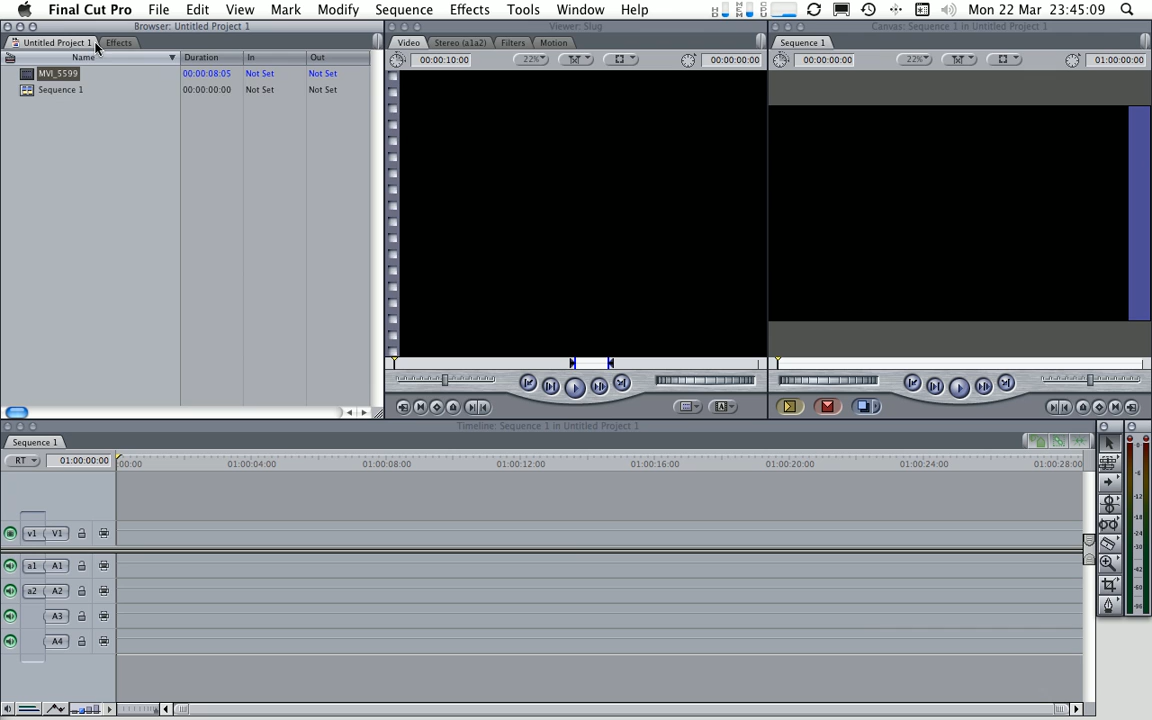 Final Cut Pro File Edit View Mark Modify Sequence Effects Tools Window Help Mon 22 Mar 23:45:09
Browser: Untitled Project 1
Untitled Project 1 Effects
Name Duration In Out
MVI_5599 00:00:08:05 Not Set Not Set
Sequence 1 00:00:00:00 Not Set Not Set
Viewer: Slug
Video Stereo (a1a2) Filters Motion
00:00:10:00 22% 00:00:00:00
Canvas: Sequence 1 in Untitled Project 1
Sequence 1
00:00:00:00 22% 01:00:00:00
Timeline: Sequence 1 in Untitled Project 1
Sequence 1
RT 01:00:00:00 :00:00 01:00:04:00 01:00:08:00 01:00:12:00 01:00:16:00 01:00:20:00 01:00:24:00 01:00:28:00
v1 V1
a1 A1
a2 A2
A3
A4